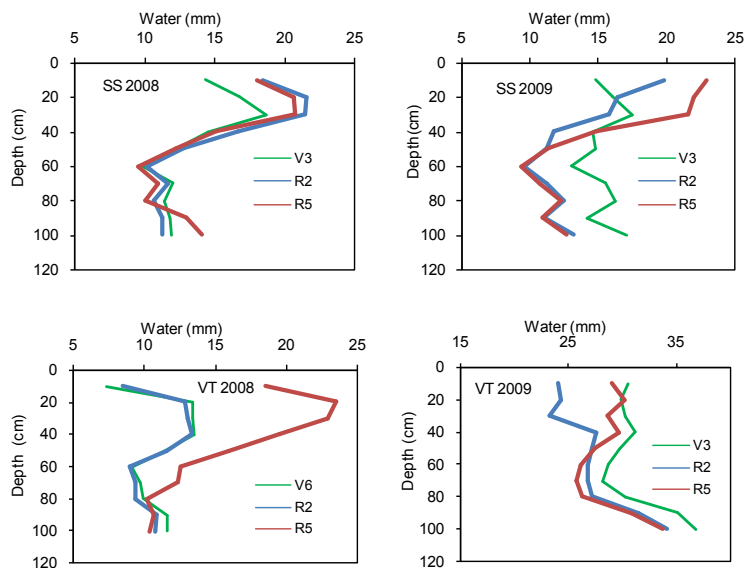 Water (mm)
5 10 15 20 25
0
20
40
60
80
100
120
Depth (cm)
SS 2008
V3
R2
R5
Water (mm)
5 10 15 20 25
0
20
40
60
80
100
120
Depth (cm)
SS 2009
V3
R2
R5
Water (mm)
5 10 15 20 25
0
20
40
60
80
100
120
Depth (cm)
VT 2008
V6
R2
R5
Water (mm)
15 25 35
0
20
40
60
80
100
120
Depth (cm)
VT 2009
V3
R2
R5